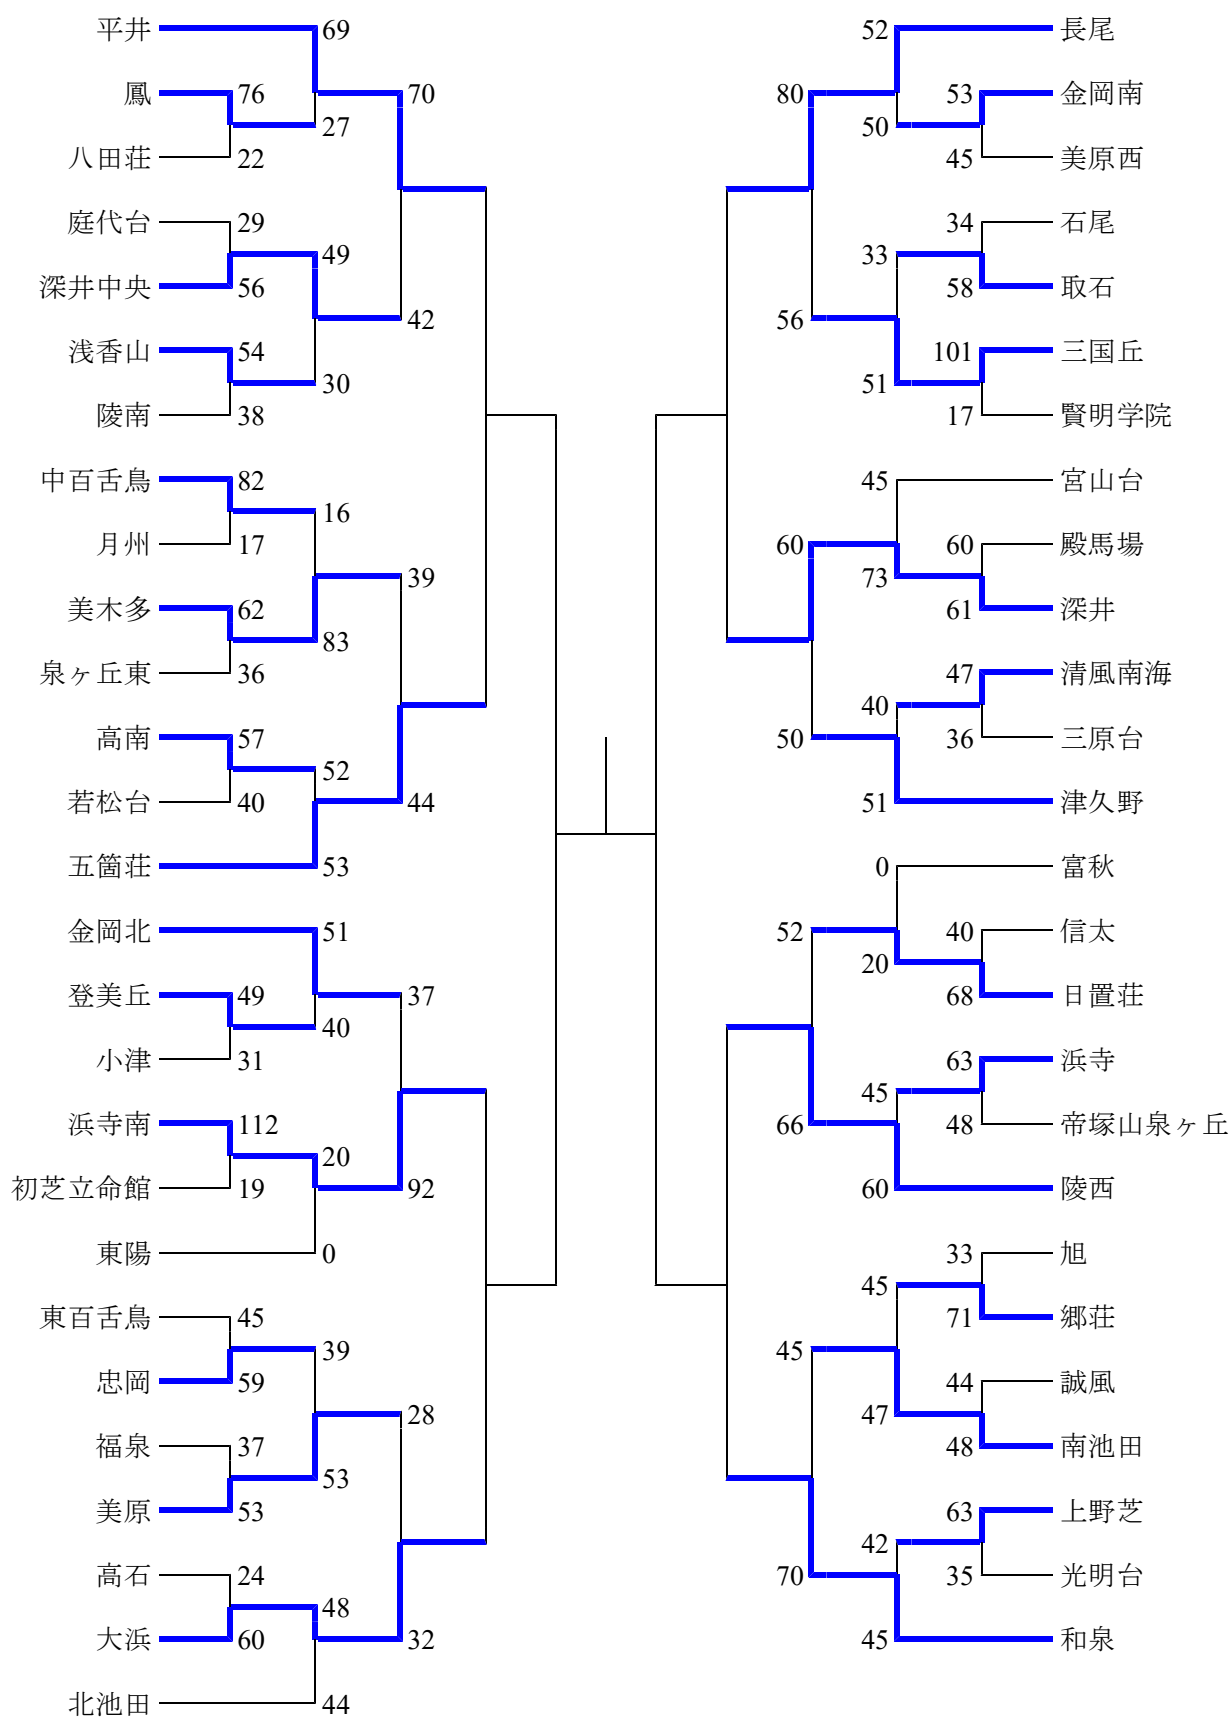 平井 69 52 長尾
鳳 76 70 80 53 金岡南
27 50
八田荘 22 45 美原西
庭代台 29 34 石尾
49 33
深井中央 56 58 取石
42 56
浅香山 54 101 三国丘
30 51
陵南 38 17 賢明学院
中百舌鳥 82 45 宮山台
16
月州 17 60 60 殿馬場
39 73
美木多 62 61 深井
83
泉ヶ丘東 36 47 清風南海
40
高南 57 50 36 三原台
52
若松台 40 44 51 津久野
五箇荘 53 0 富秋
金岡北 51 52 40 信太
20
登美丘 49 37 68 日置荘
40
小津 31 63 浜寺
45
浜寺南 112 66 48 帝塚山泉ヶ丘
20
初芝立命館 19 92 60 陵西
東陽 0 33 旭
45
東百舌鳥 45 71 郷荘
39 45
忠岡 59 44 誠風
28 47
福泉 37 48 南池田
53
美原 53 63 上野芝
42
高石 24 70 35 光明台
48
大浜 60 32 45 和泉
北池田 44